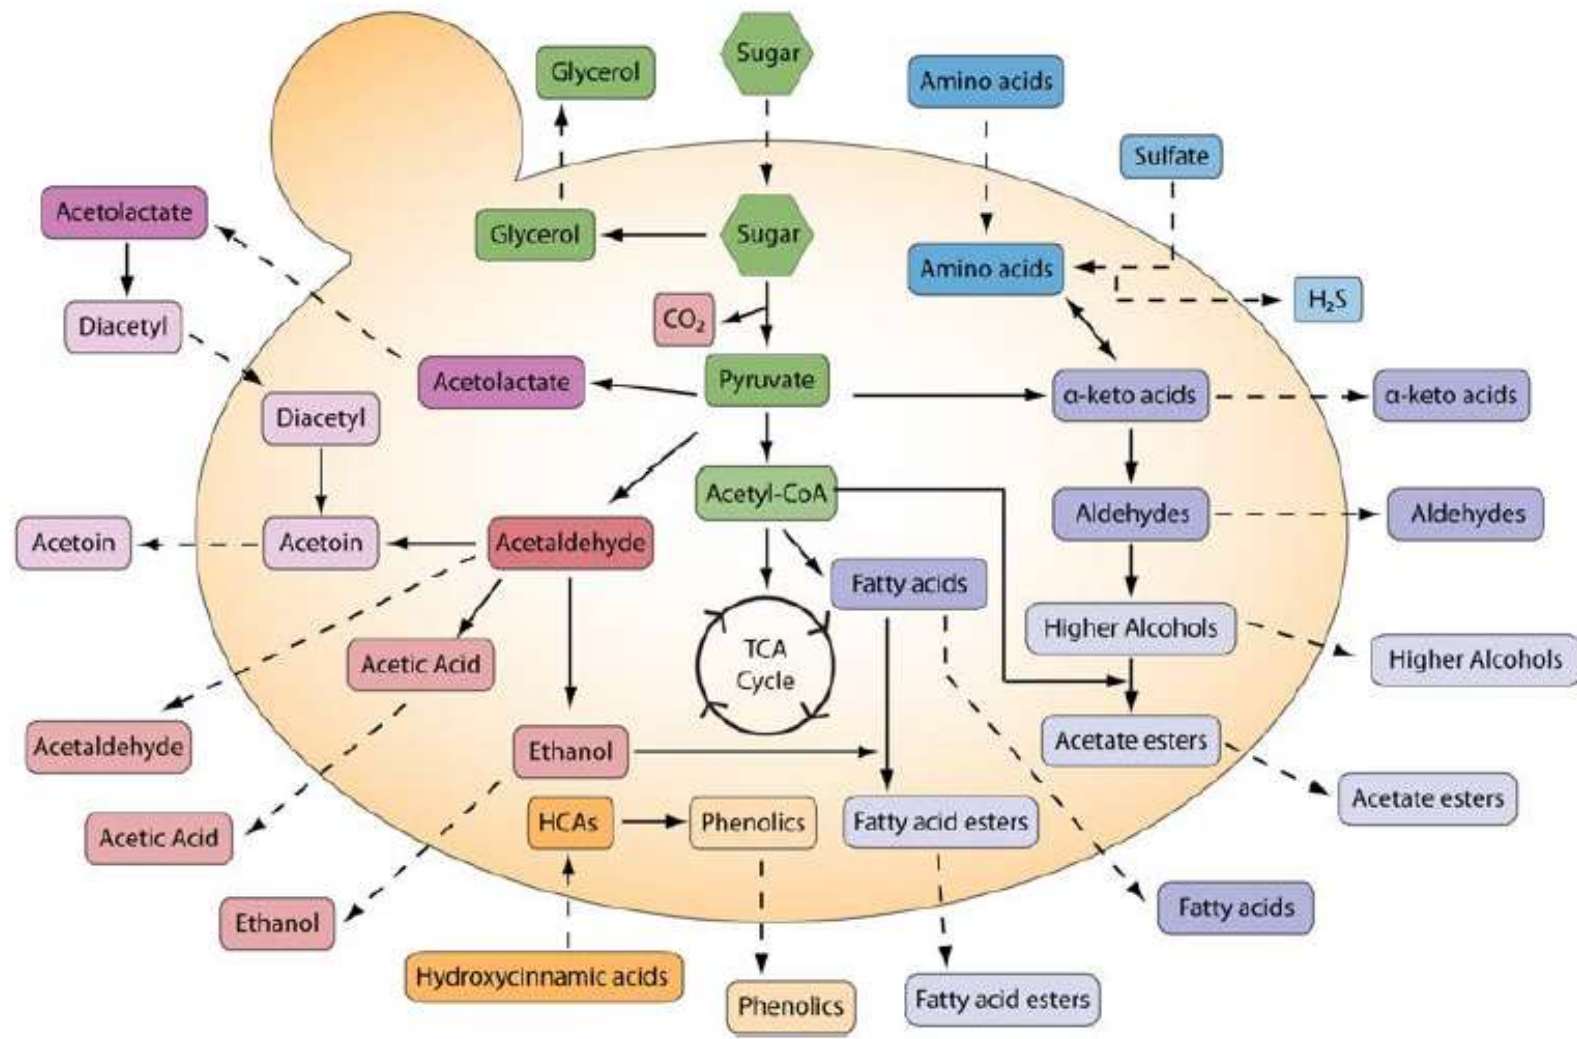 Sugar
Glycerol
Amino acids
Sulfate
Acetolactate
Glycerol
Sugar
Amino acids
H₂S
Diacetyl
CO₂
Acetolactate
Pyruvate
α-keto acids
α-keto acids
Diacetyl
Acetyl-CoA
Aldehydes
Aldehydes
Acetoin
Acetoin
Acetaldehyde
Fatty acids
Higher Alcohols
TCA
Cycle
Acetic Acid
Higher Alcohols
Acetaldehyde
Ethanol
Acetate esters
Acetate esters
HCAs
Phenolics
Fatty acid esters
Acetic Acid
Ethanol
Fatty acids
Hydroxycinnamic acids
Phenolics
Fatty acid esters